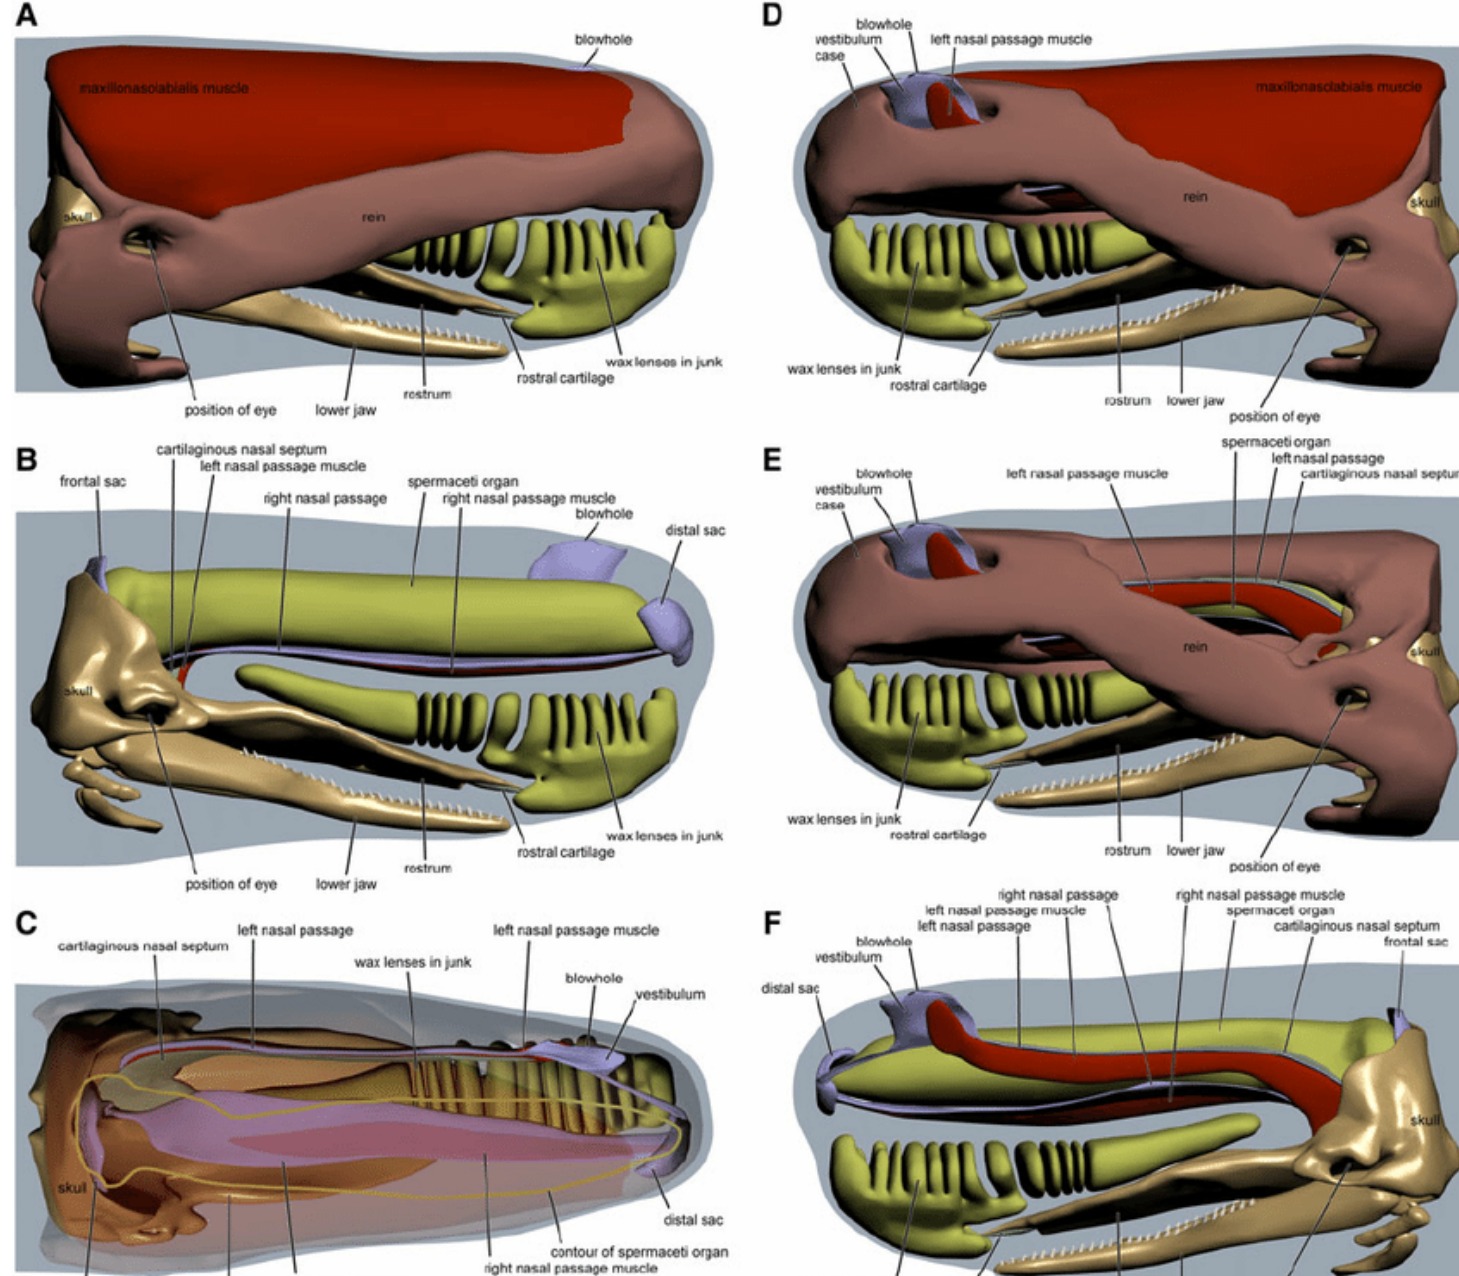 A
blowhole
maxillonasolabialis muscle
skull
rein
wax lenses in junk
rostral cartilage
rostrum
position of eye
lower jaw
B
cartilaginous nasal septum
left nasal passage muscle
frontal sac
spermaceti organ
right nasal passage
right nasal passage muscle
blowhole
distal sac
skull
wax lenses in junk
rostral cartilage
rostrum
position of eye
lower jaw
C
left nasal passage
left nasal passage muscle
cartilaginous nasal septum
wax lenses in junk
blowhole
vestibulum
skull
distal sac
contour of spermaceti organ
right nasal passage muscle
D
blowhole
vestibulum
left nasal passage muscle
case
maxillonasolabialis muscle
rein
skull
wax lenses in junk
rostral cartilage
rostrum
lower jaw
position of eye
E
spermaceti organ
left nasal passage
blowhole
left nasal passage muscle
cartilaginous nasal septum
vestibulum
case
rein
skull
wax lenses in junk
rostral cartilage
rostrum
lower jaw
position of eye
F
right nasal passage
right nasal passage muscle
left nasal passage muscle
spermaceti organ
left nasal passage
cartilaginous nasal septum
blowhole
frontal sac
vestibulum
distal sac
skull